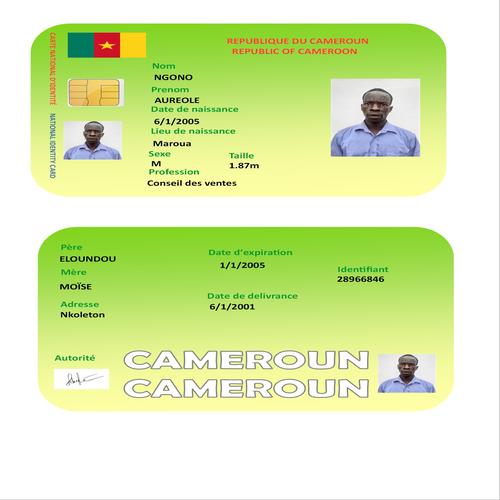 CARTE NATIONAL D'IDENTITÉ
NATIONAL IDENTITY CARD
REPUBLIQUE DU CAMEROUN
REPUBLIC OF CAMEROON
Nom
NGONO
Prenom
AUREOLE
Date de naissance
6/1/2005
Lieu de naissance
Maroua
Sexe Taille
M 1.87m
Profession
Conseil des ventes
Père
ELOUNDOU
Mère
MOÏSE
Adresse
Nkoleton
Date d'expiration
1/1/2005
Date de delivrance
6/1/2001
Identifiant
28966846
Autorité
CAMEROUN
CAMEROUN